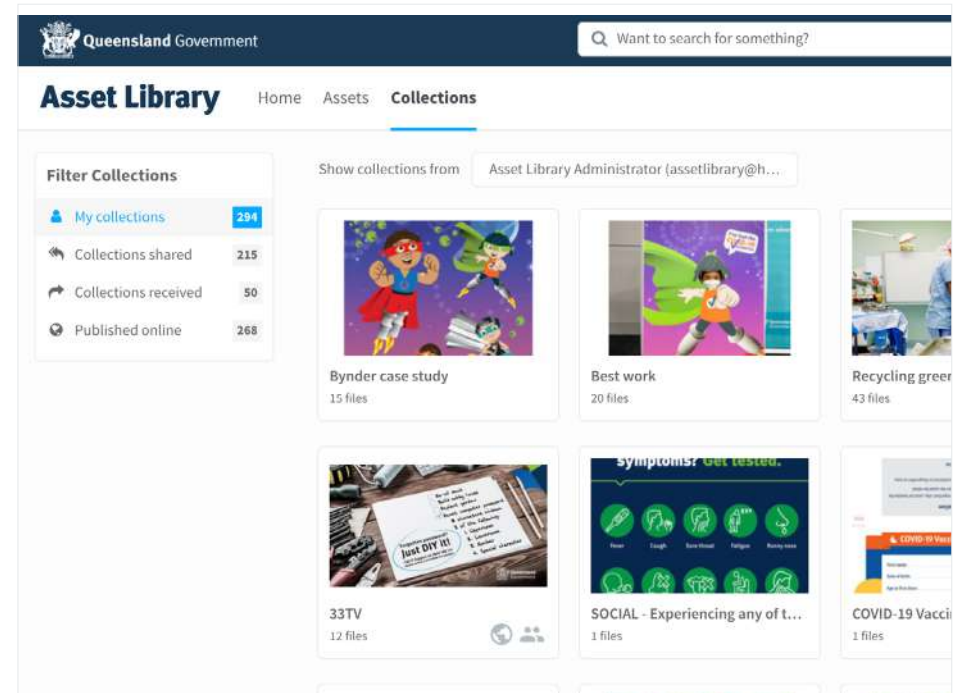 Queensland Government
Want to search for something?
Asset Library
Home
Assets
Collections
Filter Collections
My collections
294
Collections shared
215
Collections received
50
Published online
268
Show collections from
Asset Library Administrator (assetlibrary@h...
Bynder case study
15 files
Best work
20 files
Recycling greer
43 files
Just DIY it!
Queensland
Government
33TV
12 files
symptoms? Get tested.
Fever
Cough
Sore throat
Fatigue
Runny nose
SOCIAL - Experiencing any of t...
1 files
COVID-19 Vacc
COVID-19 Vacci
1 files